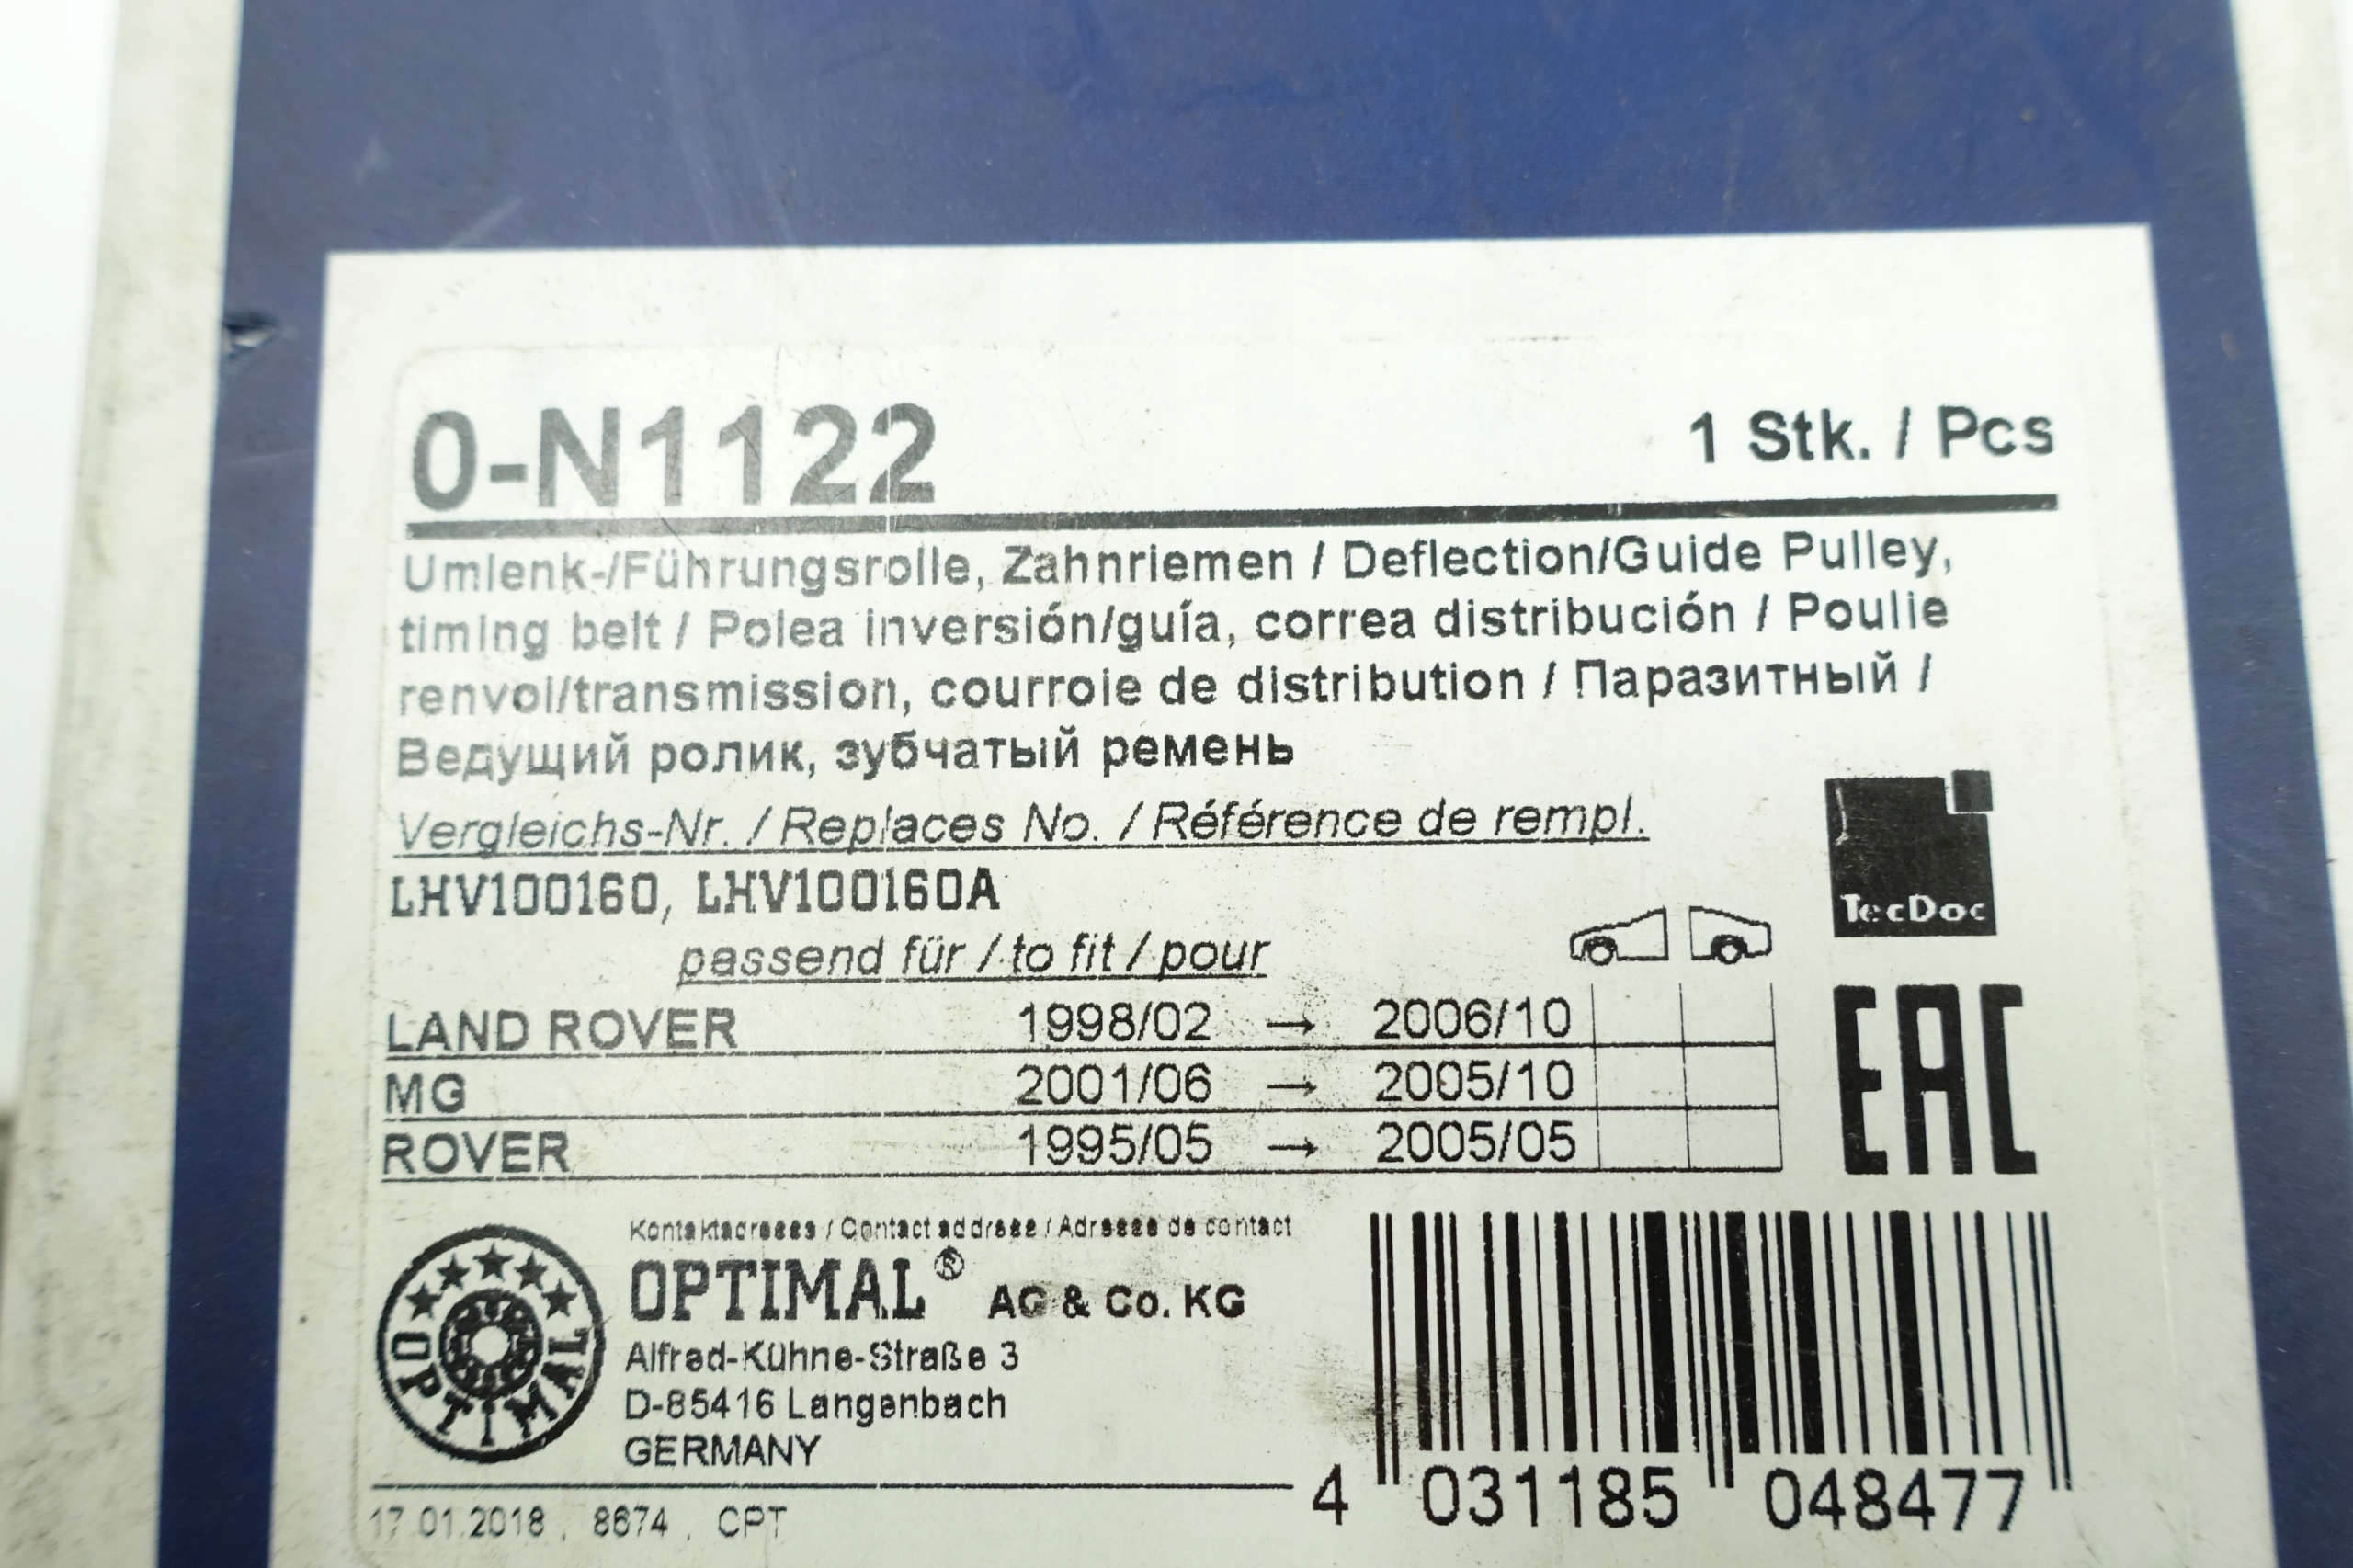 0-N1122 1 Stk. / Pcs
Umlenk-/Führungsrolle, Zahnriemen / Deflection/Guide Pulley,
timing belt / Polea inversión/guía, correa distribución / Poulie
renvoi/transmission, courroie de distribution / Паразитный /
Ведущий ролик, зубчатый ремень
Vergleichs-Nr. / Replaces No. / Référence de rempl.
LHV100160, LHV100160A
TecDoc
passend für / to fit / pour
LAND ROVER 1998/02 → 2006/10
MG 2001/06 → 2005/10
ROVER 1995/05 → 2005/05
EAC
Kontaktadresse / Contact address / Adresse de contact
OPTIMAL® AG & Co. KG
Alfred-Kühne-Straße 3
D-85416 Langenbach
GERMANY
OPTIMAL
4 031185 048477
17.01.2018 , 8674 , CPT